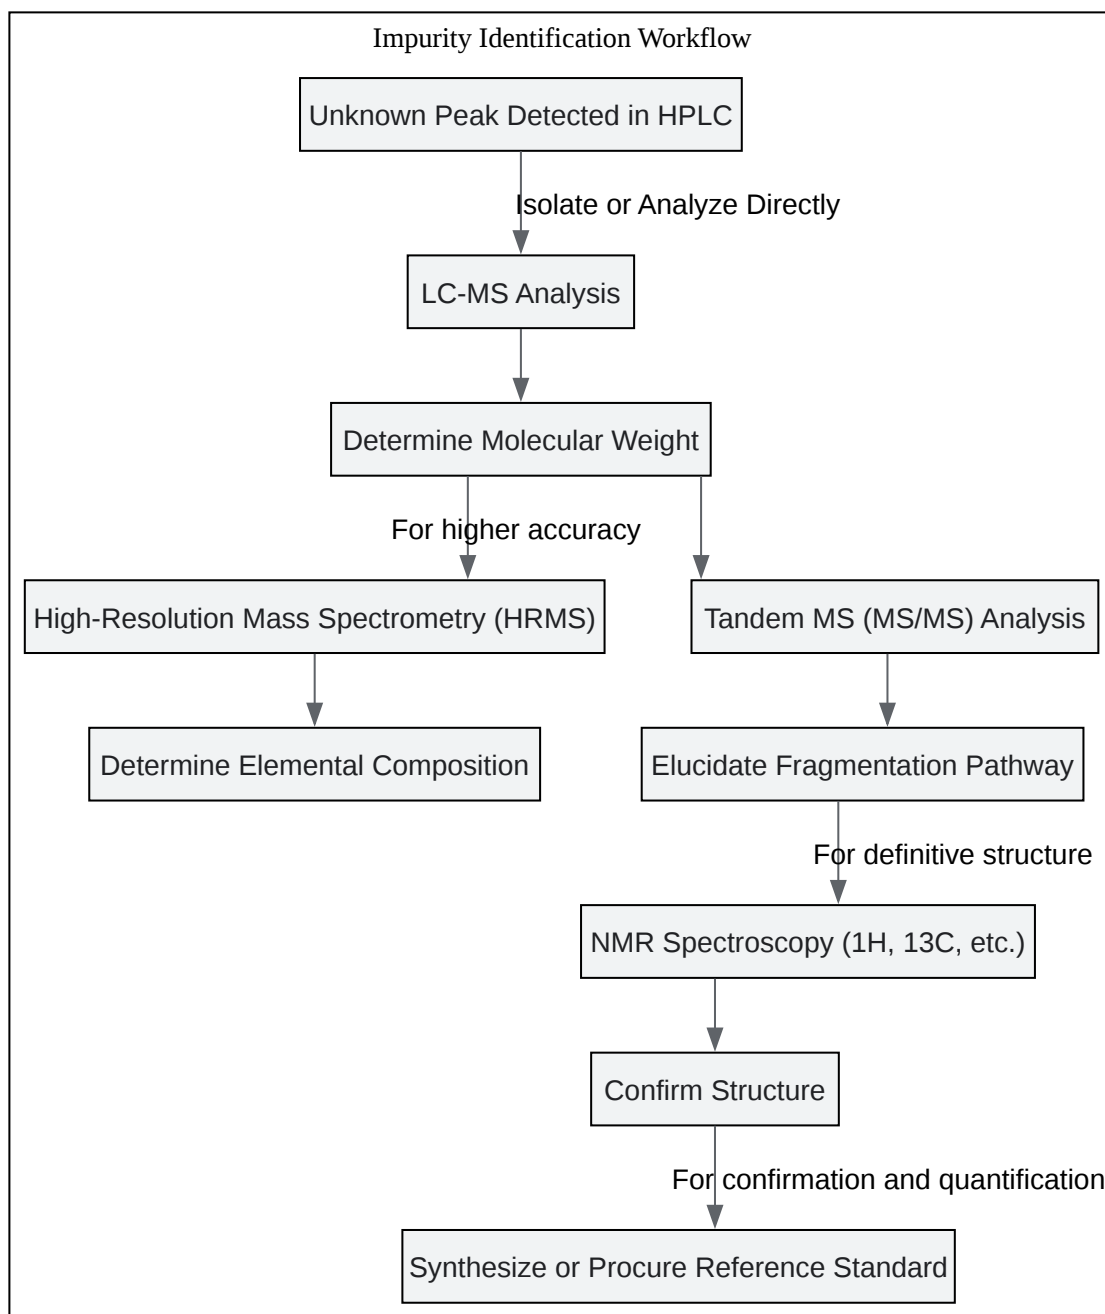 Impurity Identification Workflow
Unknown Peak Detected in HPLC
Isolate or Analyze Directly
LC-MS Analysis
Determine Molecular Weight
For higher accuracy
High-Resolution Mass Spectrometry (HRMS)
Tandem MS (MS/MS) Analysis
Determine Elemental Composition
Elucidate Fragmentation Pathway
For definitive structure
NMR Spectroscopy (1H, 13C, etc.)
Confirm Structure
For confirmation and quantification
Synthesize or Procure Reference Standard